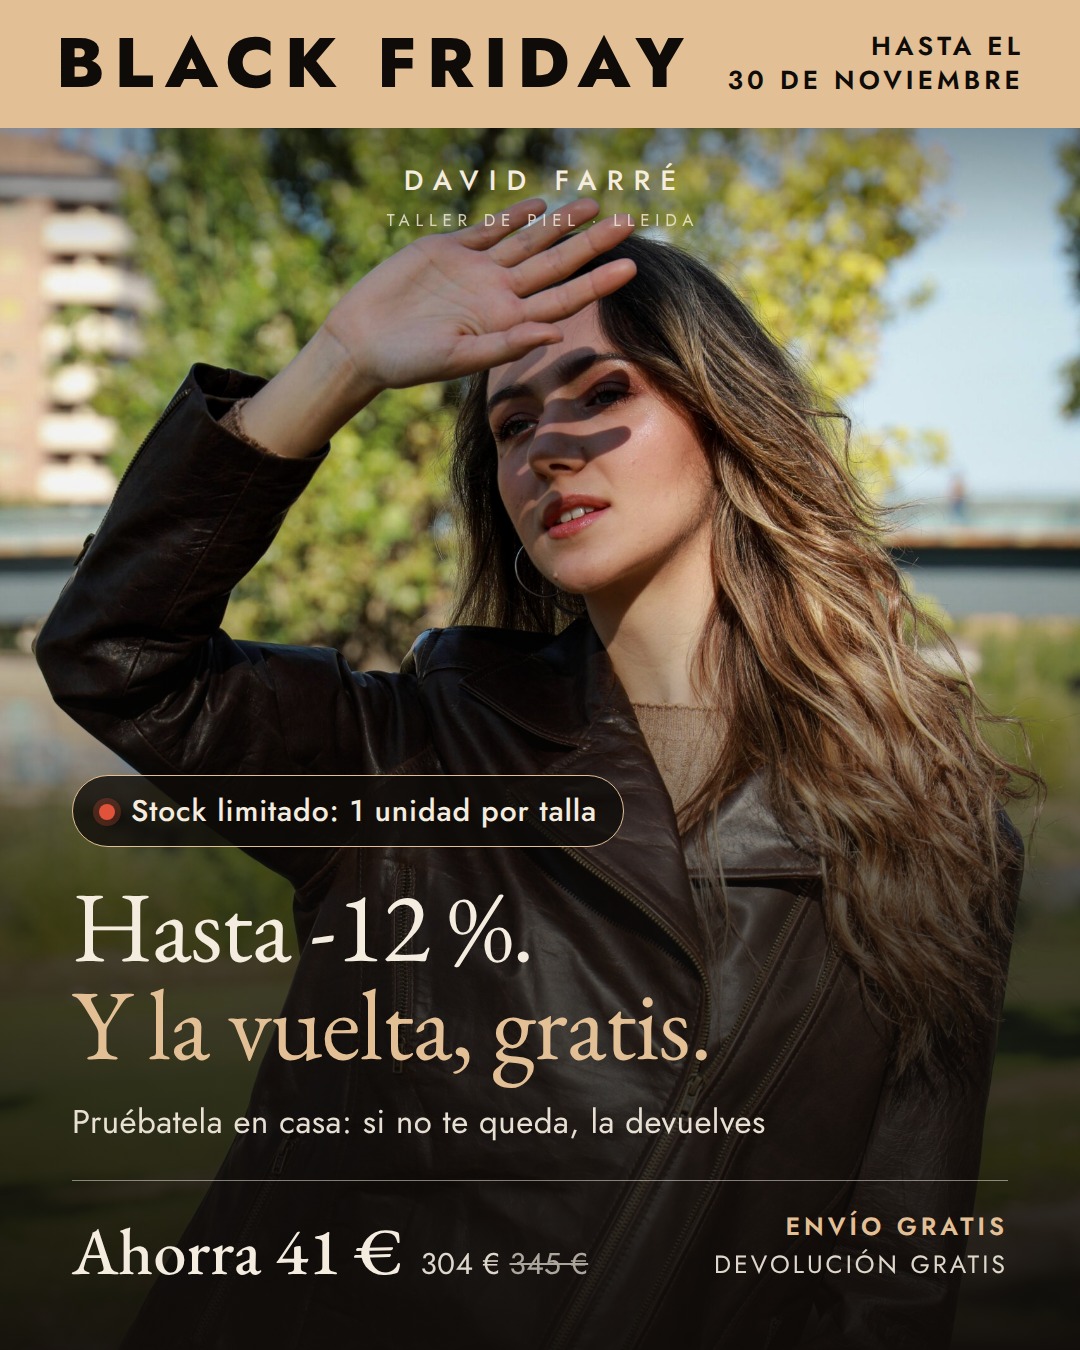 BLACK FRIDAY
HASTA EL
30 DE NOVIEMBRE
DAVID FARRÉ
TALLER DE PIEL · LLEIDA
Stock limitado: 1 unidad por talla
Hasta -12 %.
Y la vuelta, gratis.
Pruébatela en casa: si no te queda, la devuelves
Ahorra 41 € 304 € 345 €
ENVÍO GRATIS
DEVOLUCIÓN GRATIS